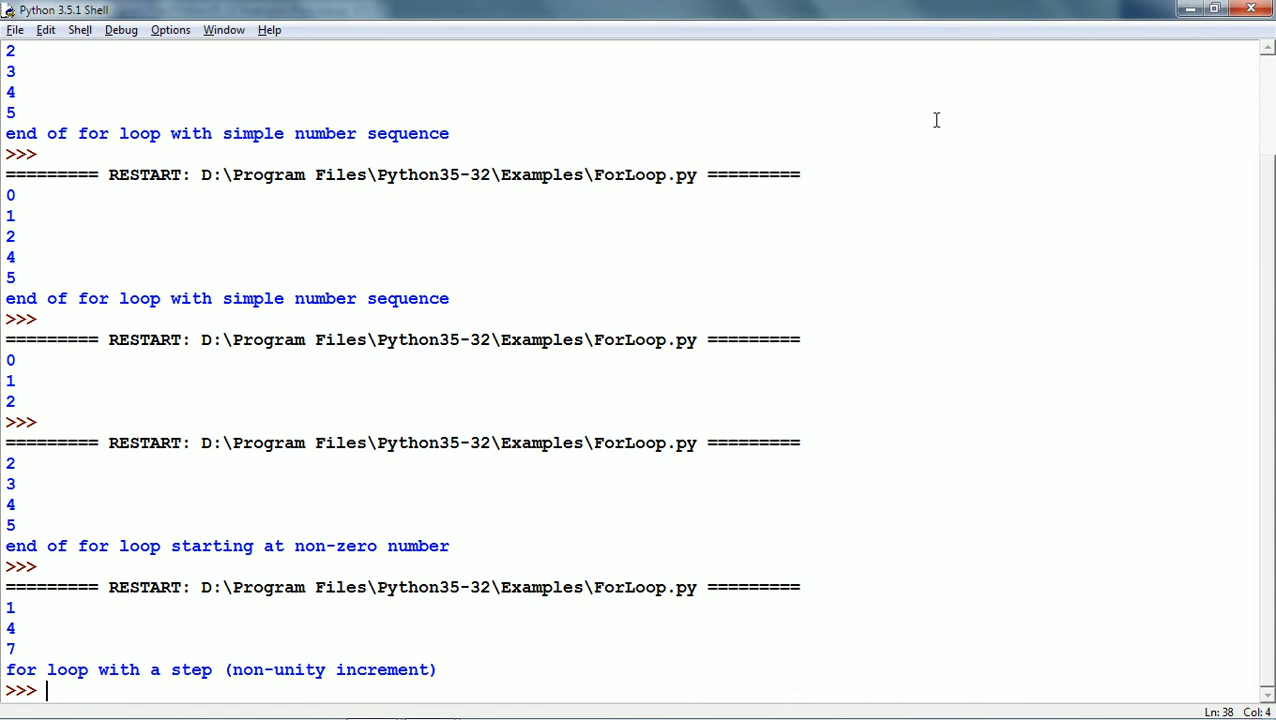 Python 3.5.1 Shell
File Edit Shell Debug Options Window Help
2
3
4
5
end of for loop with simple number sequence
>>>
========= RESTART: D:\Program Files\Python35-32\Examples\ForLoop.py =========
0
1
2
4
5
end of for loop with simple number sequence
>>>
========= RESTART: D:\Program Files\Python35-32\Examples\ForLoop.py =========
0
1
2
>>>
========= RESTART: D:\Program Files\Python35-32\Examples\ForLoop.py =========
2
3
4
5
end of for loop starting at non-zero number
>>>
========= RESTART: D:\Program Files\Python35-32\Examples\ForLoop.py =========
1
4
7
for loop with a step (non-unity increment)
>>>
Ln: 38 Col: 4